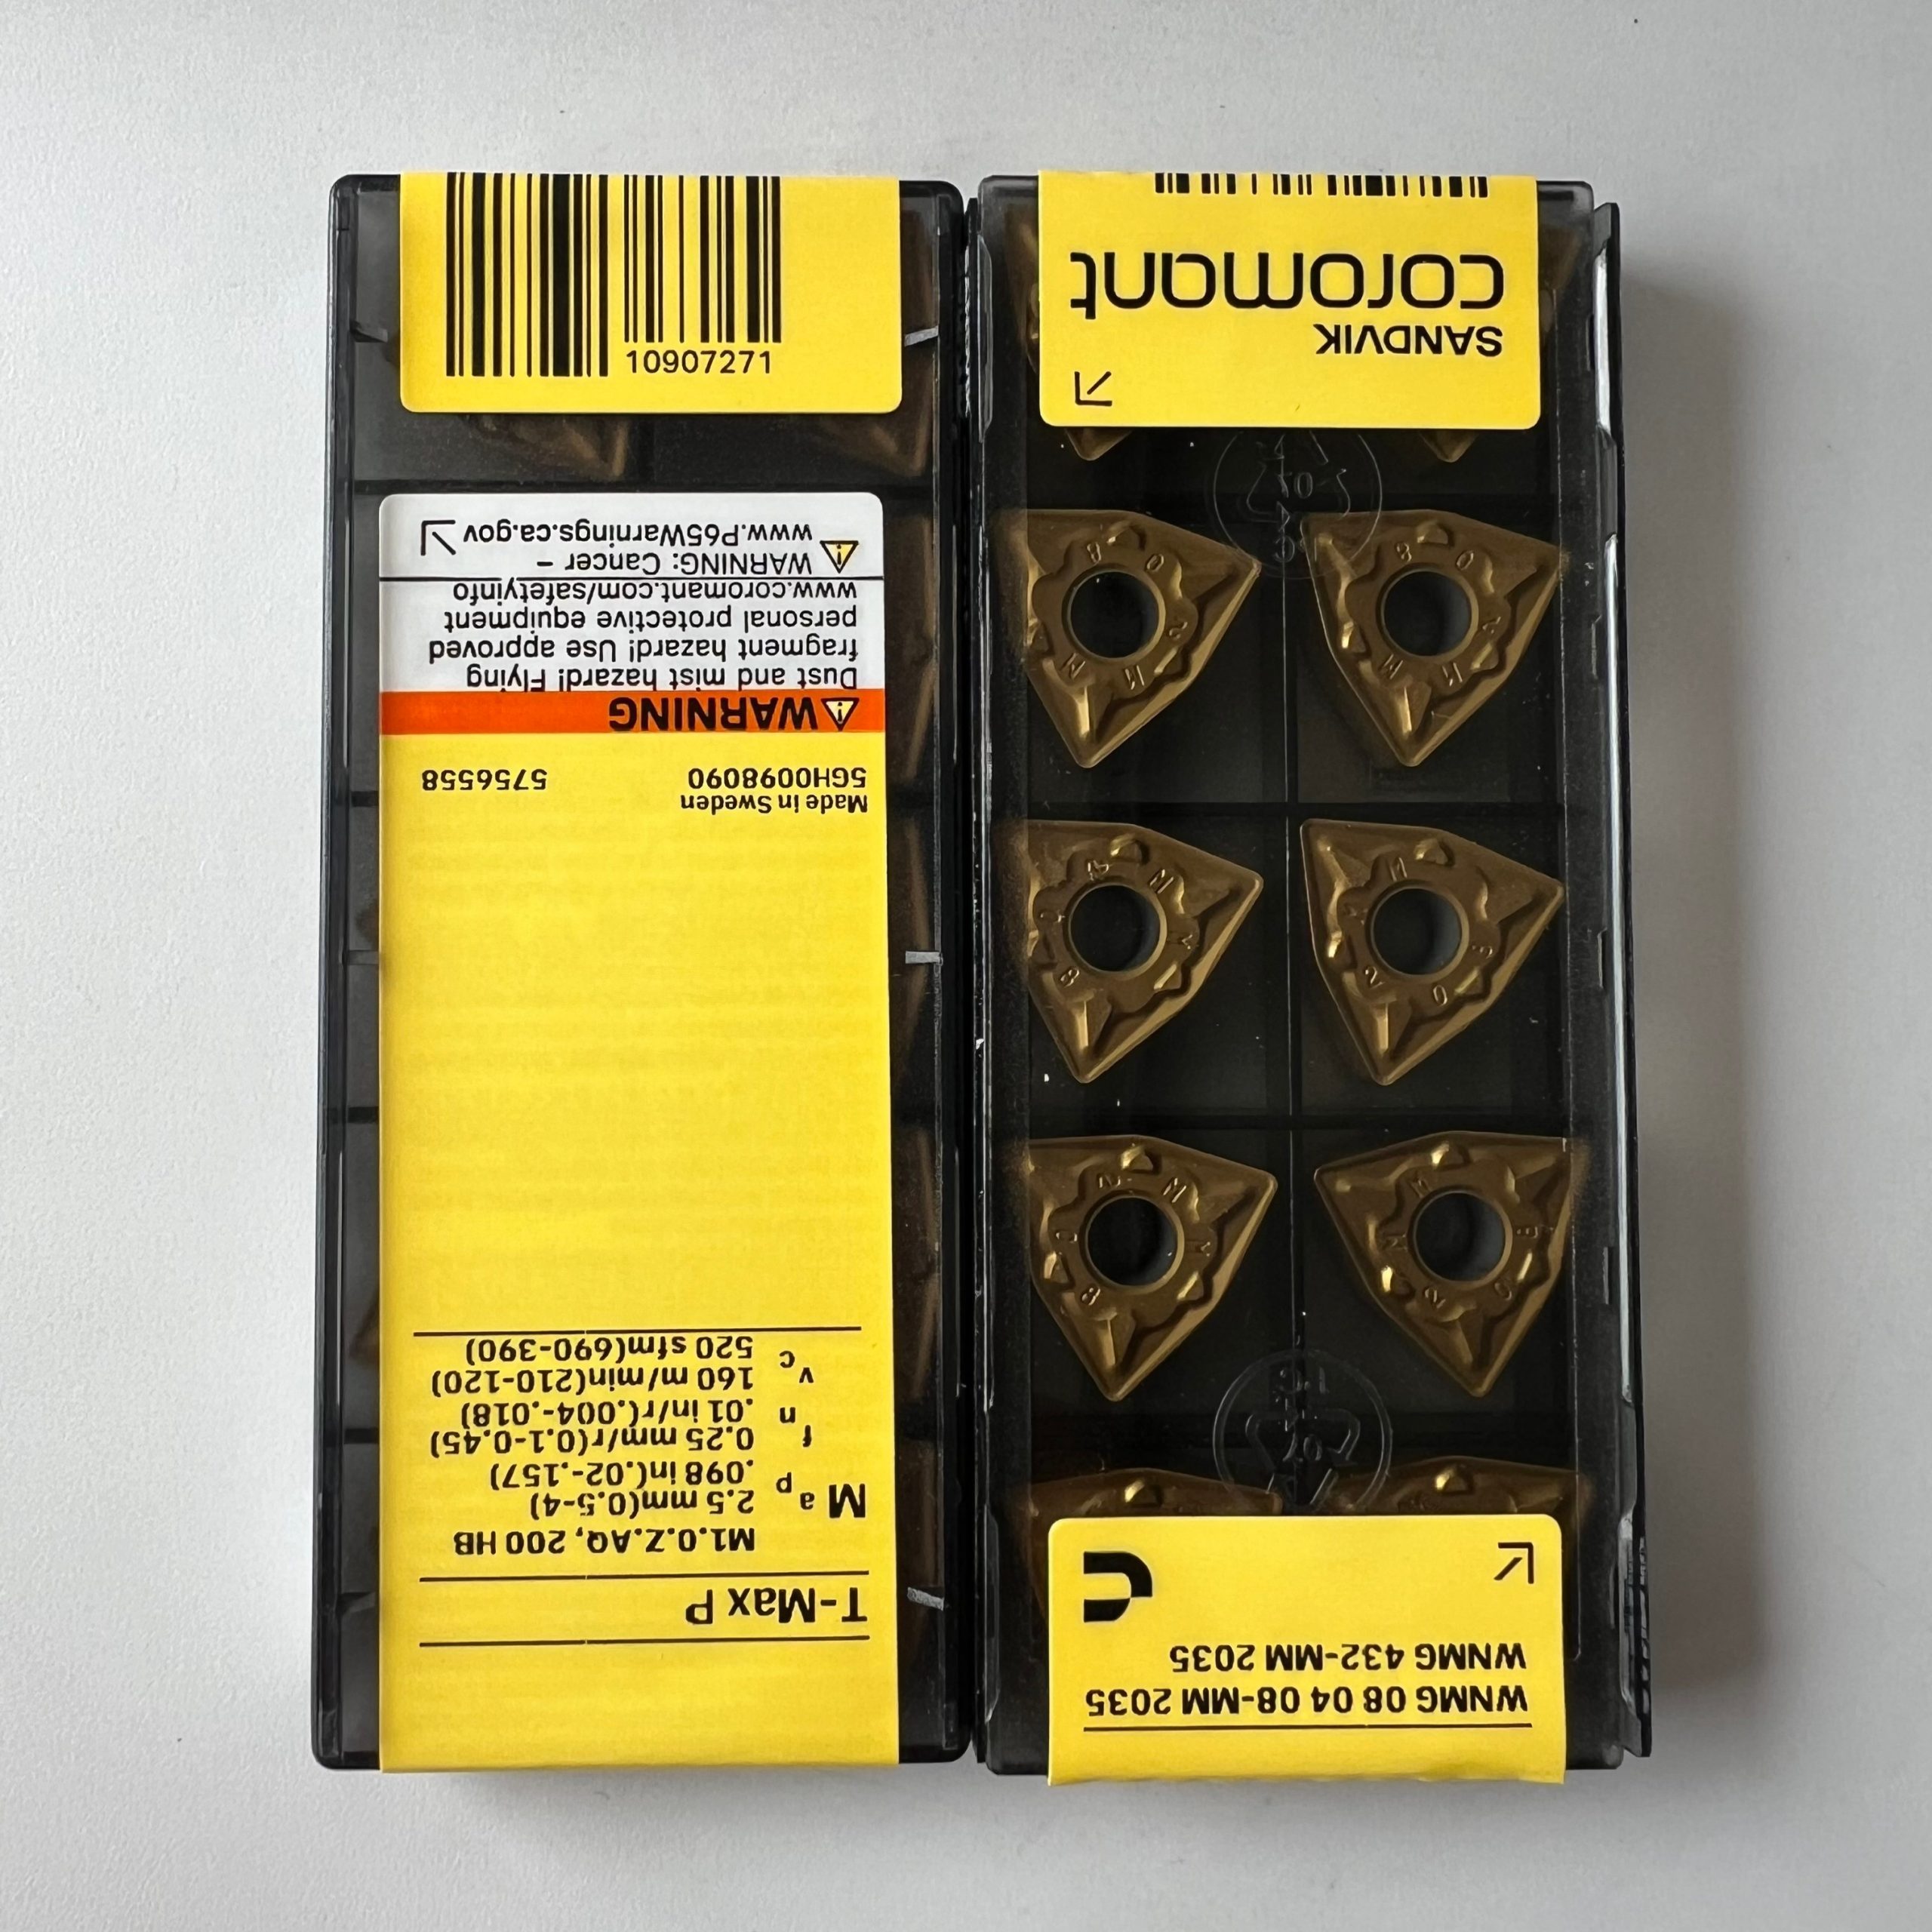 10907271
T-Max P
M1.0.Z.AQ, 200 HB
M ap 2.5 mm(0.5-4)
.098 in(.02-.157)
fn 0.25 mm/r(0.1-0.45)
.01 in/r(.004-.018)
vc 160 m/min(210-120)
520 sfm(690-390)
Made in Sweden
5GH0098090 5756558
WARNING
Dust and mist hazard! Flying
fragment hazard! Use approved
personal protective equipment
www.coromant.com/safetyinfo
WARNING: Cancer –
www.P65Warnings.ca.gov
WNMG 08 04 08-MM 2035
WNMG 432-MM 2035
SANDVIK
coromant